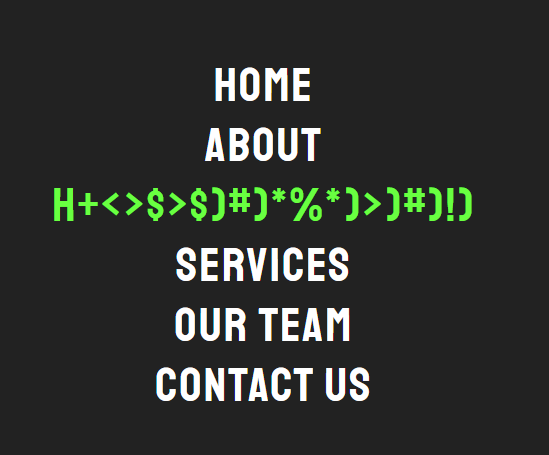 HOME
ABOUT
H+<>$>$)#)*%*)>)#)!)
SERVICES
OUR TEAM
CONTACT US